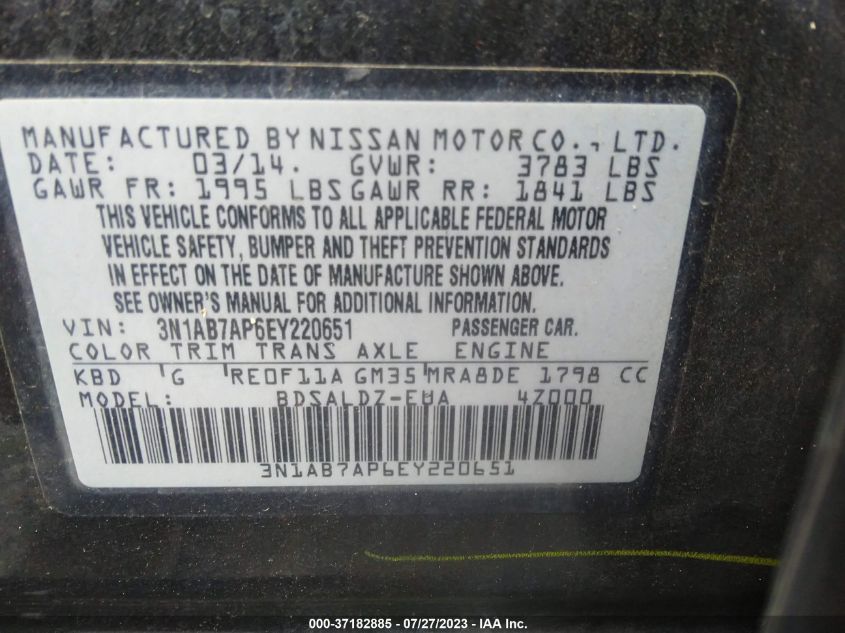 MANUFACTURED BY NISSAN MOTOR CO., LTD.
DATE: 03/14. GVWR: 3783 LBS
GAWR FR: 1995 LBS GAWR RR: 1841 LBS
THIS VEHICLE CONFORMS TO ALL APPLICABLE FEDERAL MOTOR
VEHICLE SAFETY, BUMPER AND THEFT PREVENTION STANDARDS
IN EFFECT ON THE DATE OF MANUFACTURE SHOWN ABOVE.
SEE OWNER'S MANUAL FOR ADDITIONAL INFORMATION.
VIN: 3N1AB7AP6EY220651 PASSENGER CAR.
COLOR TRIM TRANS AXLE ENGINE
KBD 'G RE0F11A GM35 MRA8DE 1798 CC
MODEL: BDSALDZ-EUA 4Z000
3N1AB7AP6EY220651
000-37182885 / 07/27/2023 - IAAI.com